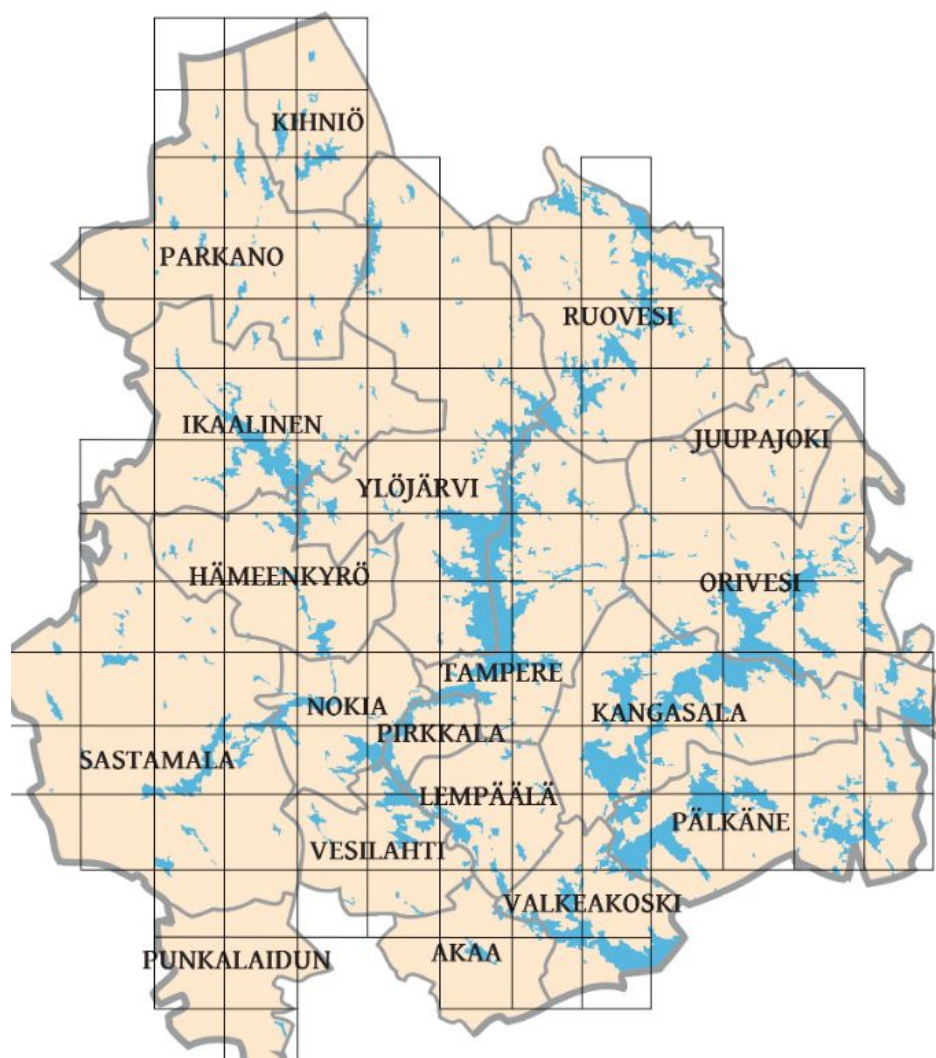 KIHNIÖ
PARKANO
RUOVESI
IKAALINEN
JUUPAJOKI
YLÖJÄRVI
HÄMEENKYRÖ
ORIVESI
TAMPERE
NOKIA
KANGASALA
PIRKKALA
SASTAMALA
LEMPÄÄLÄ
PÄLKÄNE
VESILAHTI
VALKEAKOSKI
AKAA
PUNKALAIDUN